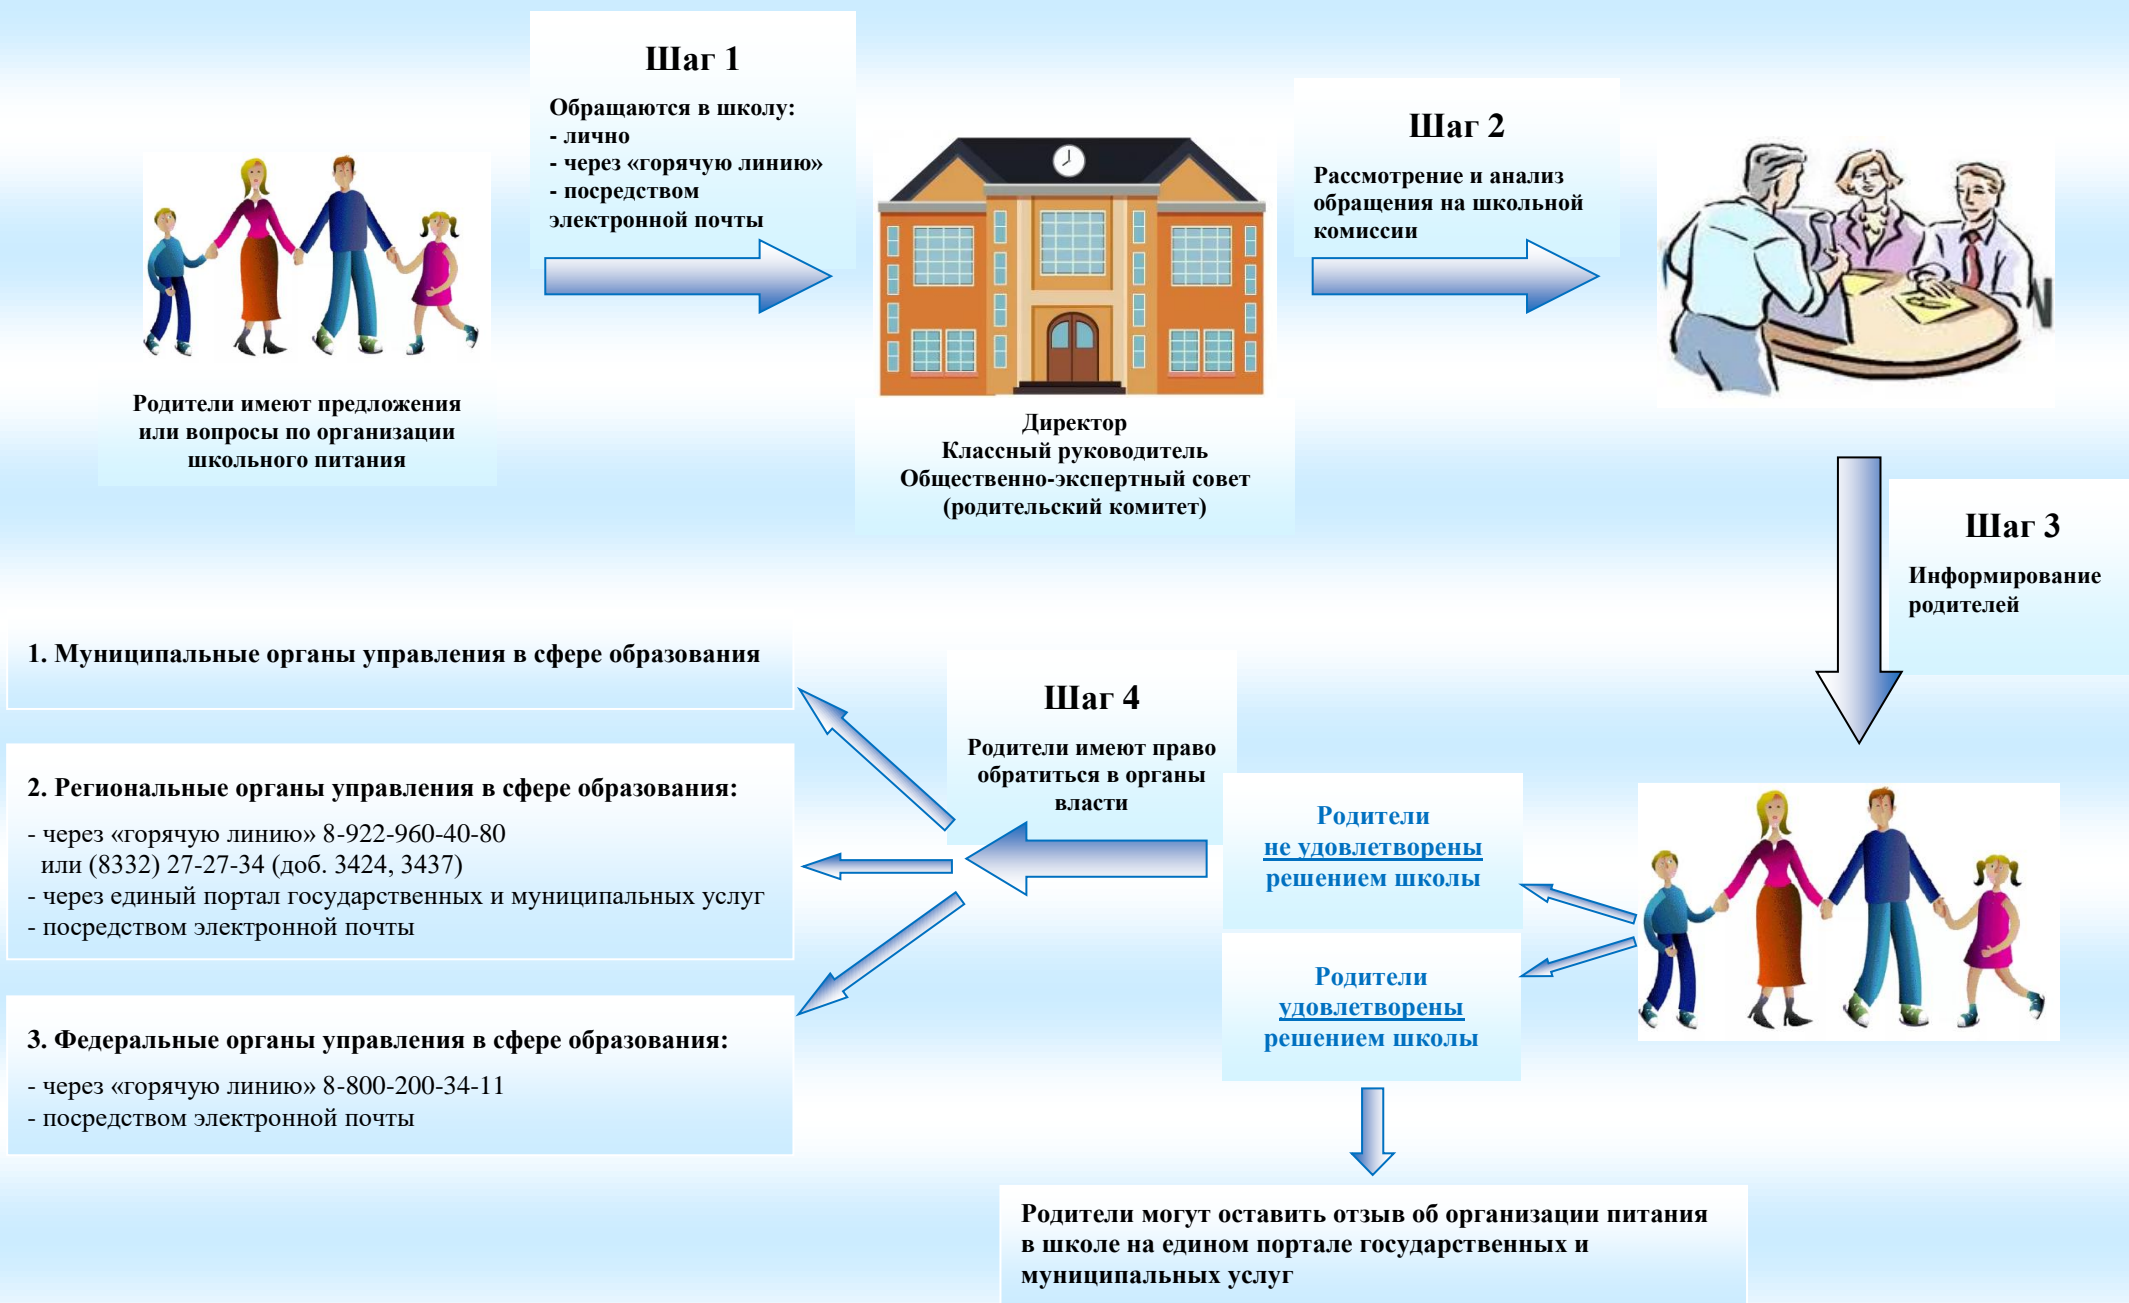 Шаг 1
Обращаются в школу:
- лично
- через «горячую линию»
- посредством
электронной почты
Шаг 2
Рассмотрение и анализ
обращения на школьной
комиссии
Родители имеют предложения
или вопросы по организации
школьного питания
Директор
Классный руководитель
Общественно-экспертный совет
(родительский комитет)
Шаг 3
Информирование
родителей
Шаг 4
Родители имеют право
обратиться в органы
власти
1. Муниципальные органы управления в сфере образования
2. Региональные органы управления в сфере образования:
- через «горячую линию» 8-922-960-40-80
или (8332) 27-27-34 (доб. 3424, 3437)
- через единый портал государственных и муниципальных услуг
- посредством электронной почты
3. Федеральные органы управления в сфере образования:
- через «горячую линию» 8-800-200-34-11
- посредством электронной почты
Родители
не удовлетворены
решением школы
Родители
удовлетворены
решением школы
Родители могут оставить отзыв об организации питания
в школе на едином портале государственных и
муниципальных услуг